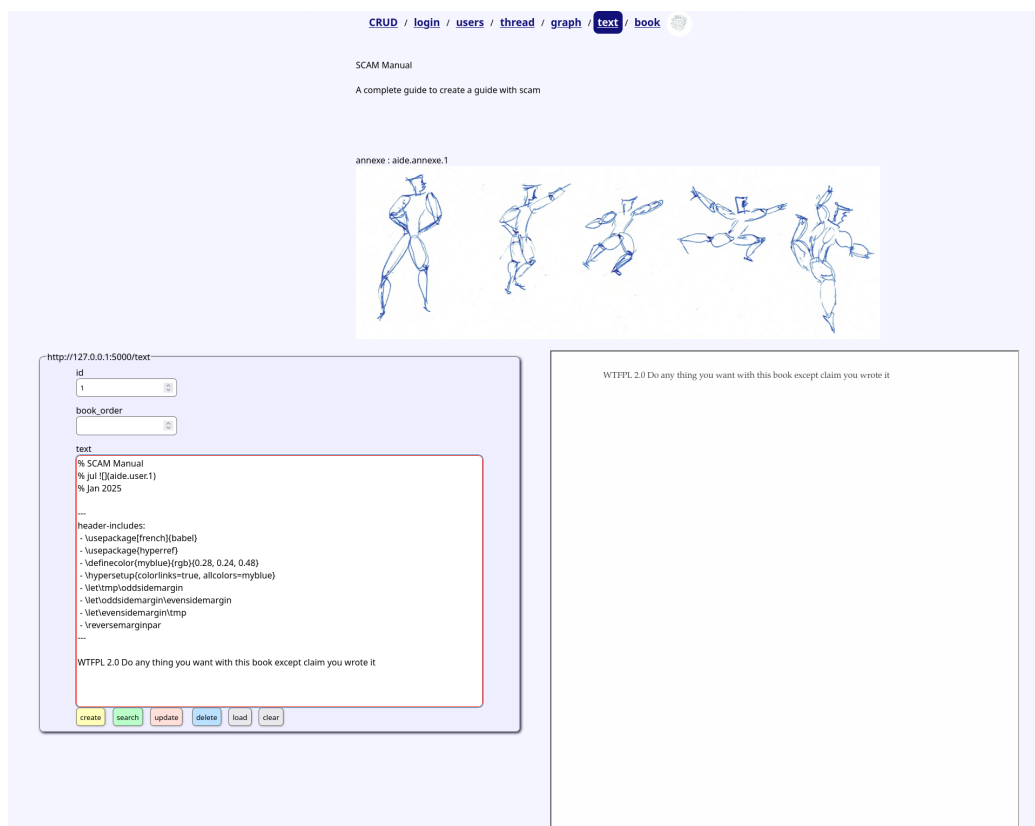 CRUD / login / users / thread / graph / text / book
SCAM Manual
A complete guide to create a guide with scam
annexe : aide.annexe.1
http://127.0.0.1:5000/text
id
1
book_order
text
% SCAM Manual
% jul ![](aide.user.1)
% Jan 2025
---
header-includes:
- \usepackage[french]{babel}
- \usepackage{hyperref}
- \definecolor{myblue}{rgb}{0.28, 0.24, 0.48}
- \hypersetup{colorlinks=true, allcolors=myblue}
- \let\tmp\oddsidemargin
- \let\oddsidemargin\evensidemargin
- \let\evensidemargin\tmp
- \reversemarginpar
---
WTFPL 2.0 Do any thing you want with this book except claim you wrote it
create search update delete load clear
WTFPL 2.0 Do any thing you want with this book except claim you wrote it